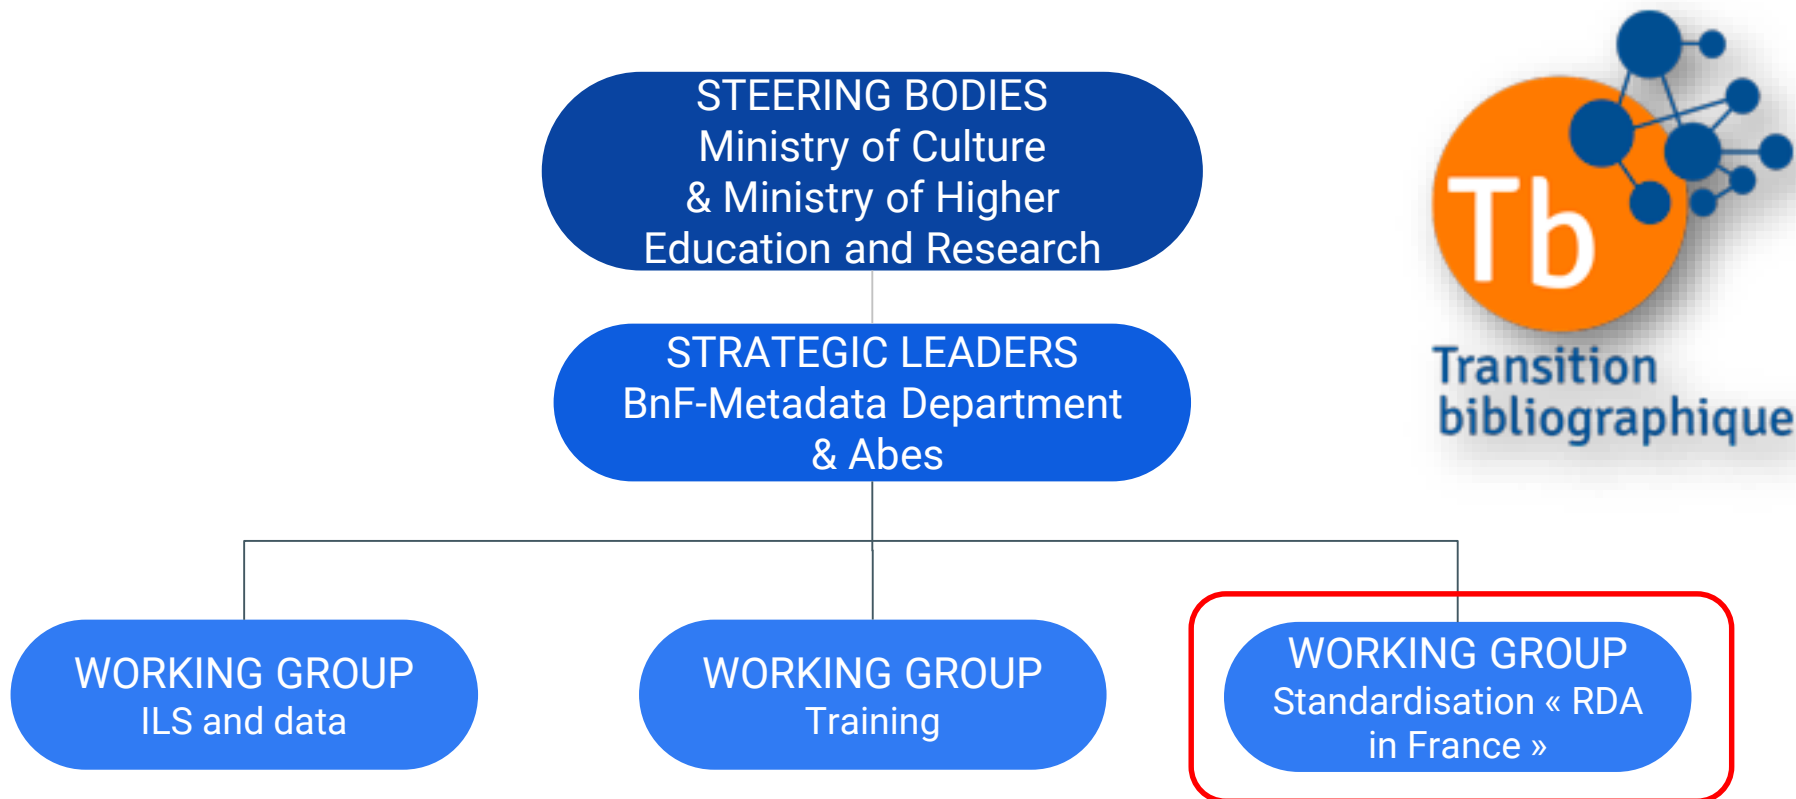 STEERING BODIES
Ministry of Culture
& Ministry of Higher
Education and Research
Tb
Transition
bibliographique
STRATEGIC LEADERS
BnF-Metadata Department
& Abes
WORKING GROUP
ILS and data
WORKING GROUP
Training
WORKING GROUP
Standardisation « RDA
in France »